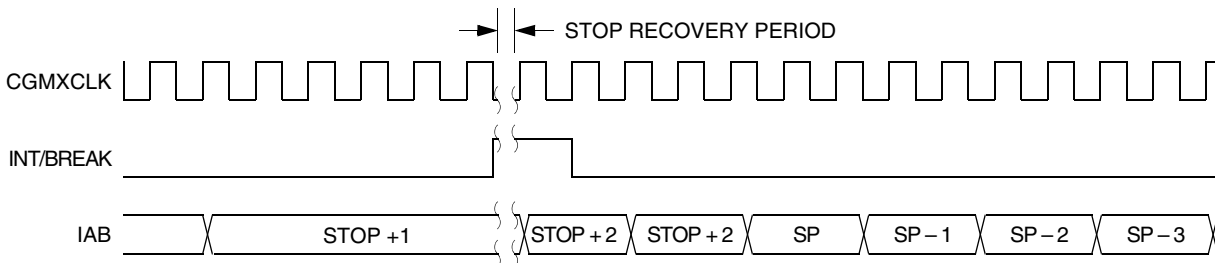 STOP RECOVERY PERIOD
CGMXCLK
INT/BREAK
IAB STOP +1 STOP + 2 STOP + 2 SP SP – 1 SP – 2 SP – 3